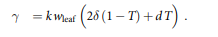 γ = k w_leaf (2δ (1 − T) + d T) .